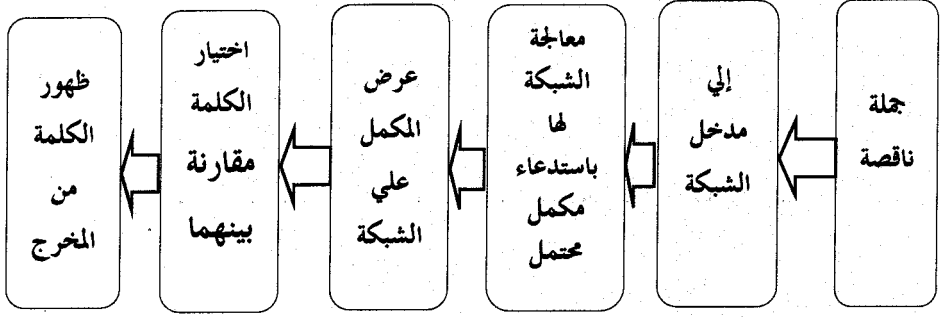 جملة
ناقصة
إلي
مدخل
الشبكة
معالجة
الشبكة
لها
باستدعاء
مكمل
محتمل
عرض
المكمل
علي
الشبكة
اختيار
الكلمة
مقارنة
بينهما
ظهور
الكلمة
من
المخرج